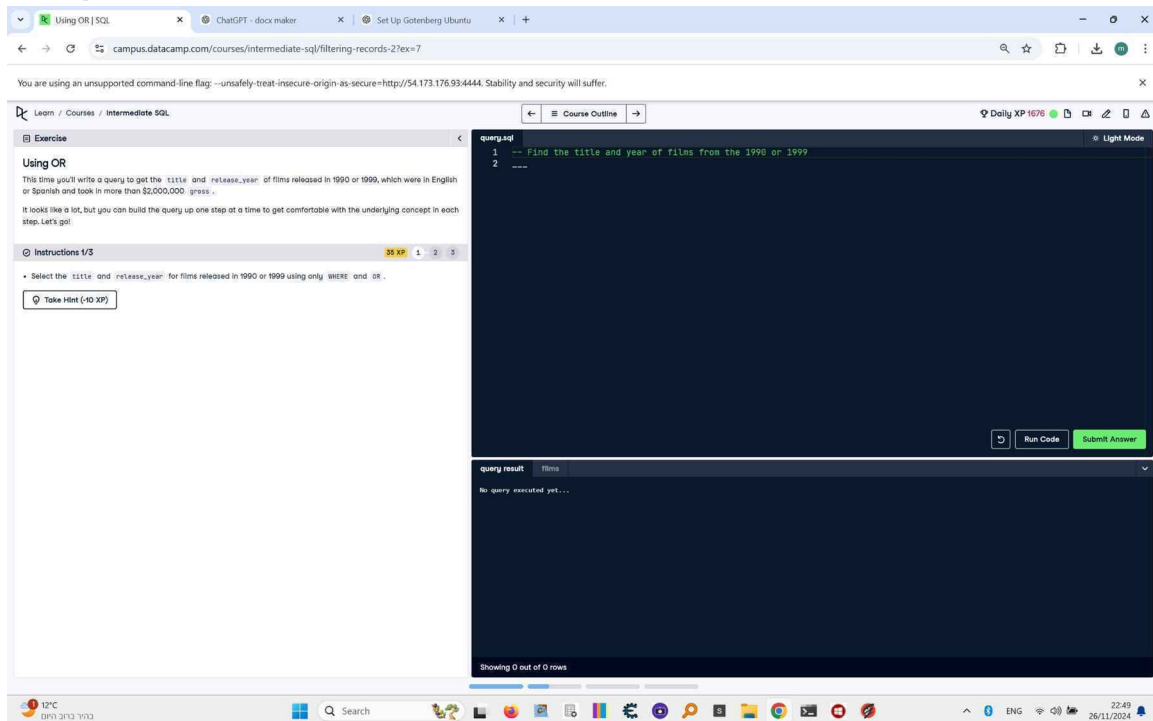 Using OR | SQL
ChatGPT - docx maker
Set Up Gotenberg Ubuntu
campus.datacamp.com/courses/intermediate-sql/filtering-records-2?ex=7
You are using an unsupported command-line flag: --unsafely-treat-insecure-origin-as-secure=http://54.173.176.93:4444. Stability and security will suffer.
Learn / Courses / Intermediate SQL
Course Outline
Daily XP 1676
Exercise
Using OR
This time you'll write a query to get the title and release_year of films released in 1990 or 1999, which were in English
or Spanish and took in more than $2,000,000 gross .
It looks like a lot, but you can build the query up one step at a time to get comfortable with the underlying concept in each
step. Let's go!
Instructions 1/3
35 XP 1 2 3
• Select the title and release_year for films released in 1990 or 1999 using only WHERE and OR .
Take Hint (-10 XP)
query.sql
Light Mode
1 -- Find the title and year of films from the 1990 or 1999
2 ___
Run Code
Submit Answer
query result films
No query executed yet...
Showing 0 out of 0 rows
1
12°C
בהיר ברוב היום
Search
ENG
22:49
26/11/2024